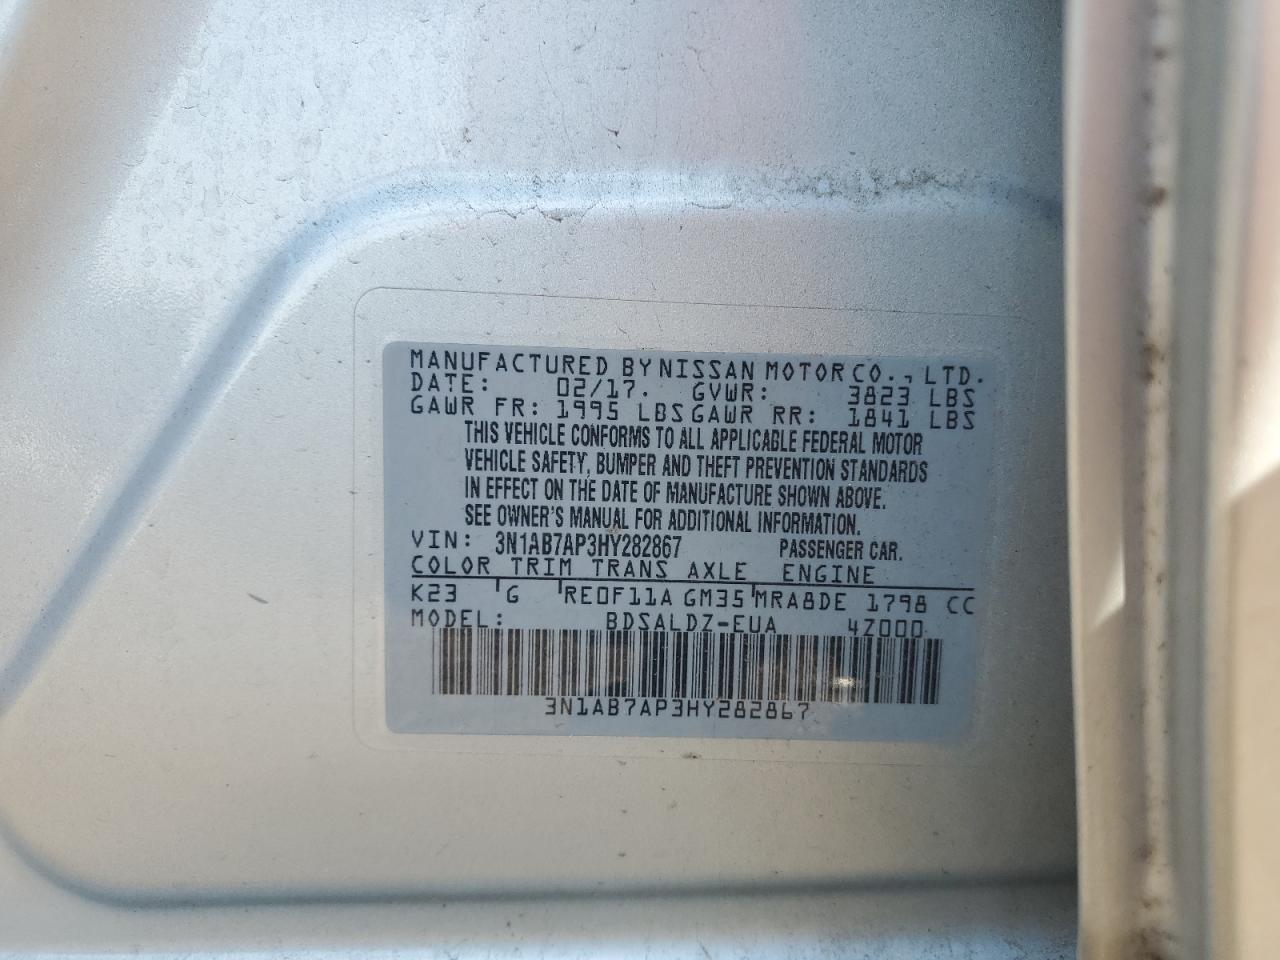 MANUFACTURED BY NISSAN MOTOR CO., LTD.
DATE: 02/17. GVWR: 3823 LBS
GAWR FR: 1995 LBS GAWR RR: 1841 LBS
THIS VEHICLE CONFORMS TO ALL APPLICABLE FEDERAL MOTOR
VEHICLE SAFETY, BUMPER AND THEFT PREVENTION STANDARDS
IN EFFECT ON THE DATE OF MANUFACTURE SHOWN ABOVE.
SEE OWNER'S MANUAL FOR ADDITIONAL INFORMATION.
VIN: 3N1AB7AP3HY282867 PASSENGER CAR.
COLOR TRIM TRANS AXLE ENGINE
K23 G RE0F11A GM35 MRA8DE 1798 CC
MODEL: BDSALDZ-EUA 4Z000
3N1AB7AP3HY282867